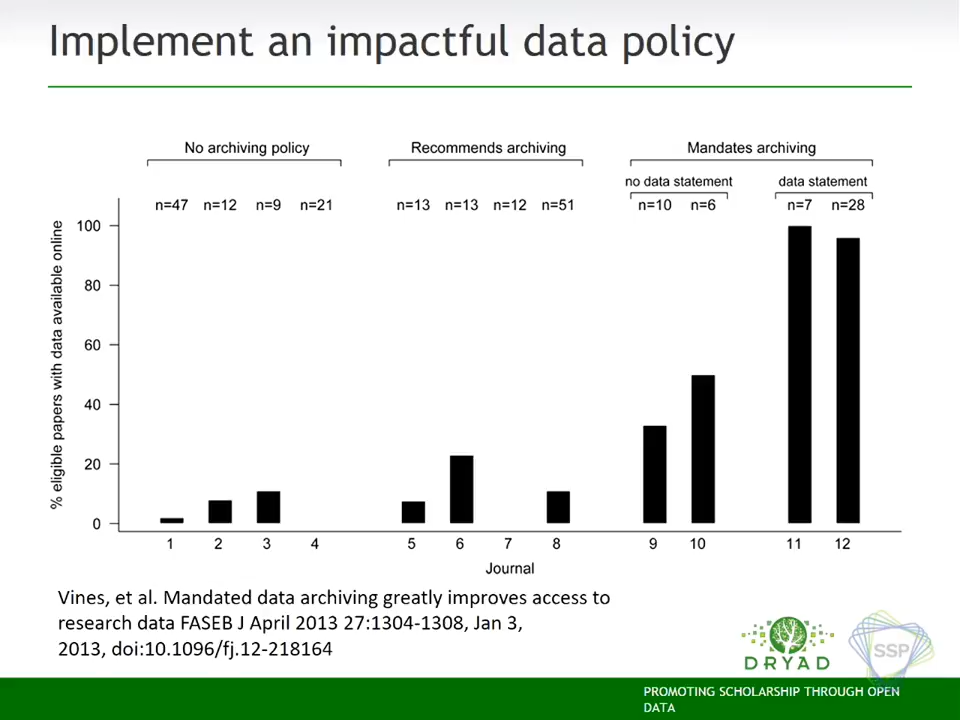 Implement an impactful data policy
No archiving policy Recommends archiving Mandates archiving
no data statement data statement
n=47 n=12 n=9 n=21 n=13 n=13 n=12 n=51 n=10 n=6 n=7 n=28
% eligible papers with data available online
100
80
60
40
20
0
1 2 3 4 5 6 7 8 9 10 11 12
Journal
Vines, et al. Mandated data archiving greatly improves access to
research data FASEB J April 2013 27:1304-1308, Jan 3,
2013, doi:10.1096/fj.12-218164
DRYAD
SSP
PROMOTING SCHOLARSHIP THROUGH OPEN
DATA